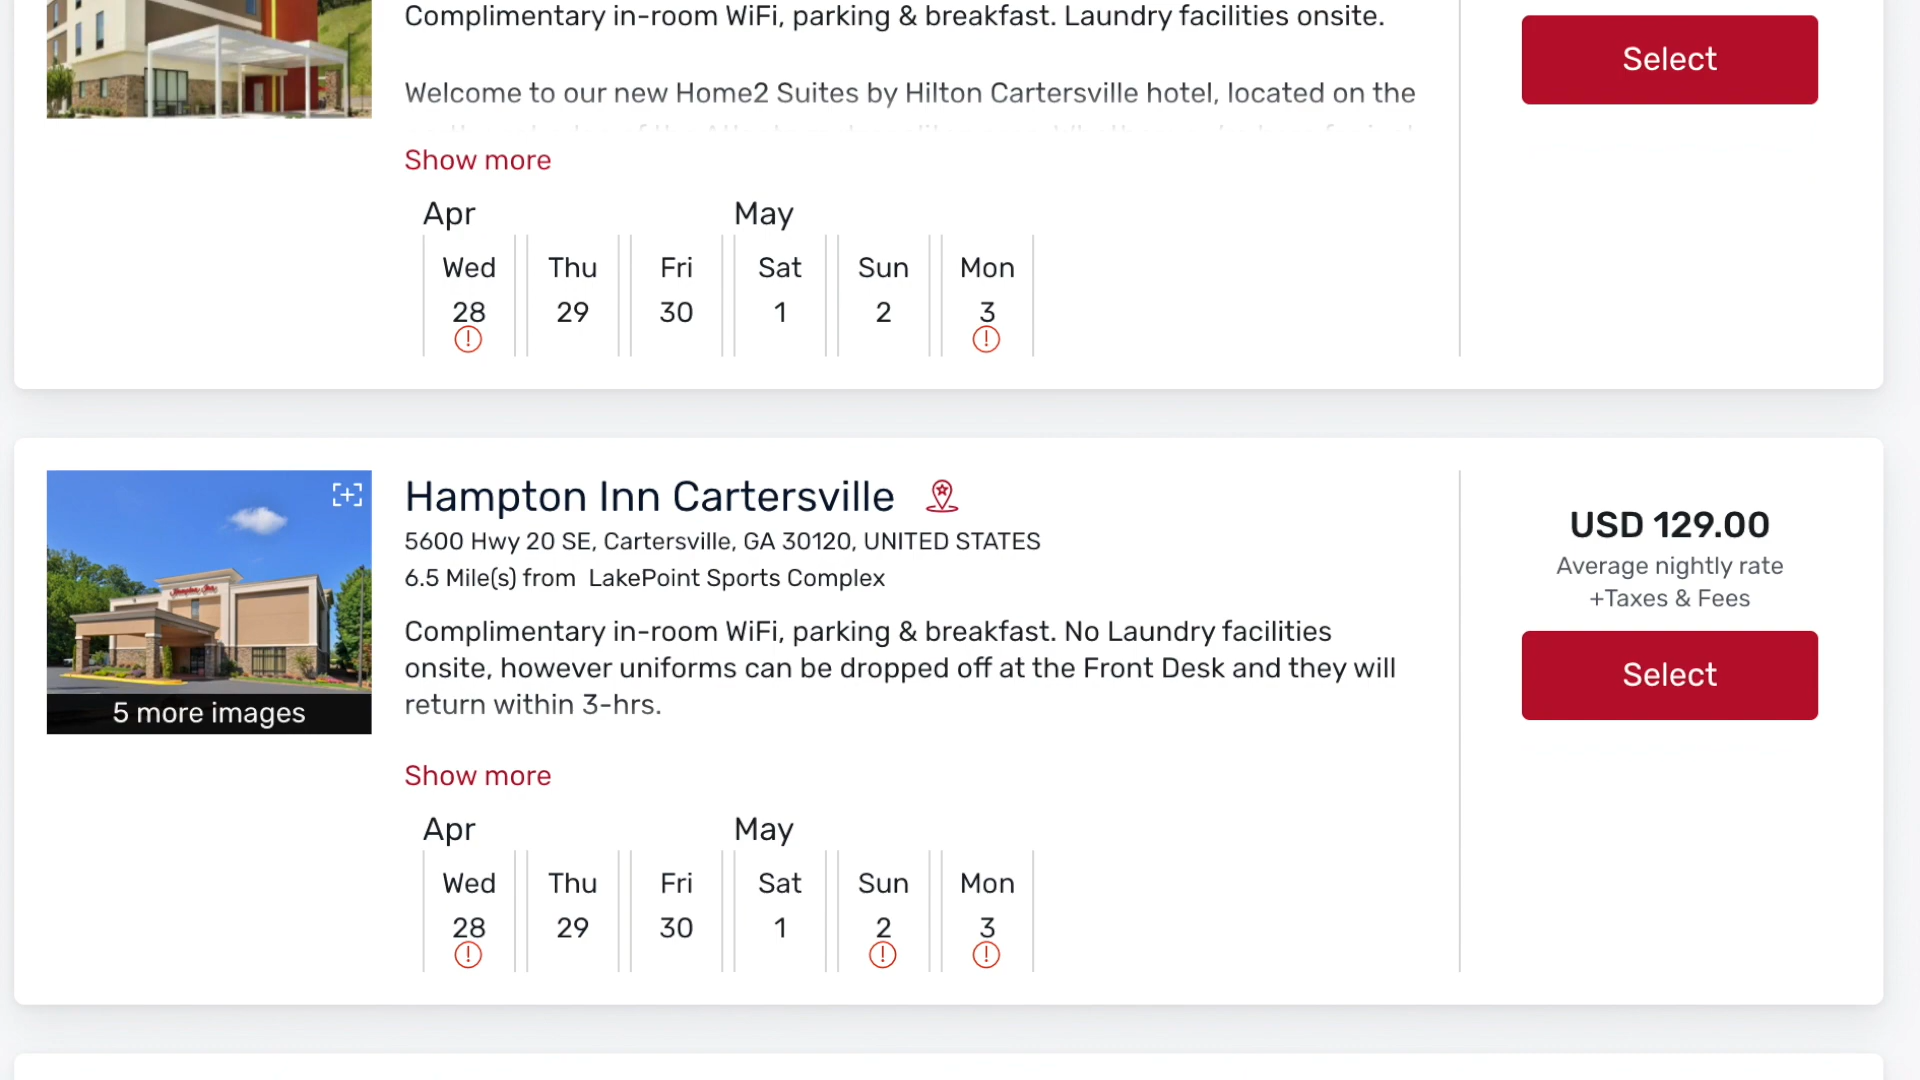 Complimentary in-room WiFi, parking & breakfast. Laundry facilities onsite.
Select
Welcome to our new Home2 Suites by Hilton Cartersville hotel, located on the
Show more
Apr May
Wed Thu Fri Sat Sun Mon
28 29 30 1 2 3
Hampton Inn Cartersville
5600 Hwy 20 SE, Cartersville, GA 30120, UNITED STATES
6.5 Mile(s) from LakePoint Sports Complex
USD 129.00
Average nightly rate
+Taxes & Fees
Select
Hampton Inn
5 more images
Complimentary in-room WiFi, parking & breakfast. No Laundry facilities
onsite, however uniforms can be dropped off at the Front Desk and they will
return within 3-hrs.
Show more
Apr May
Wed Thu Fri Sat Sun Mon
28 29 30 1 2 3